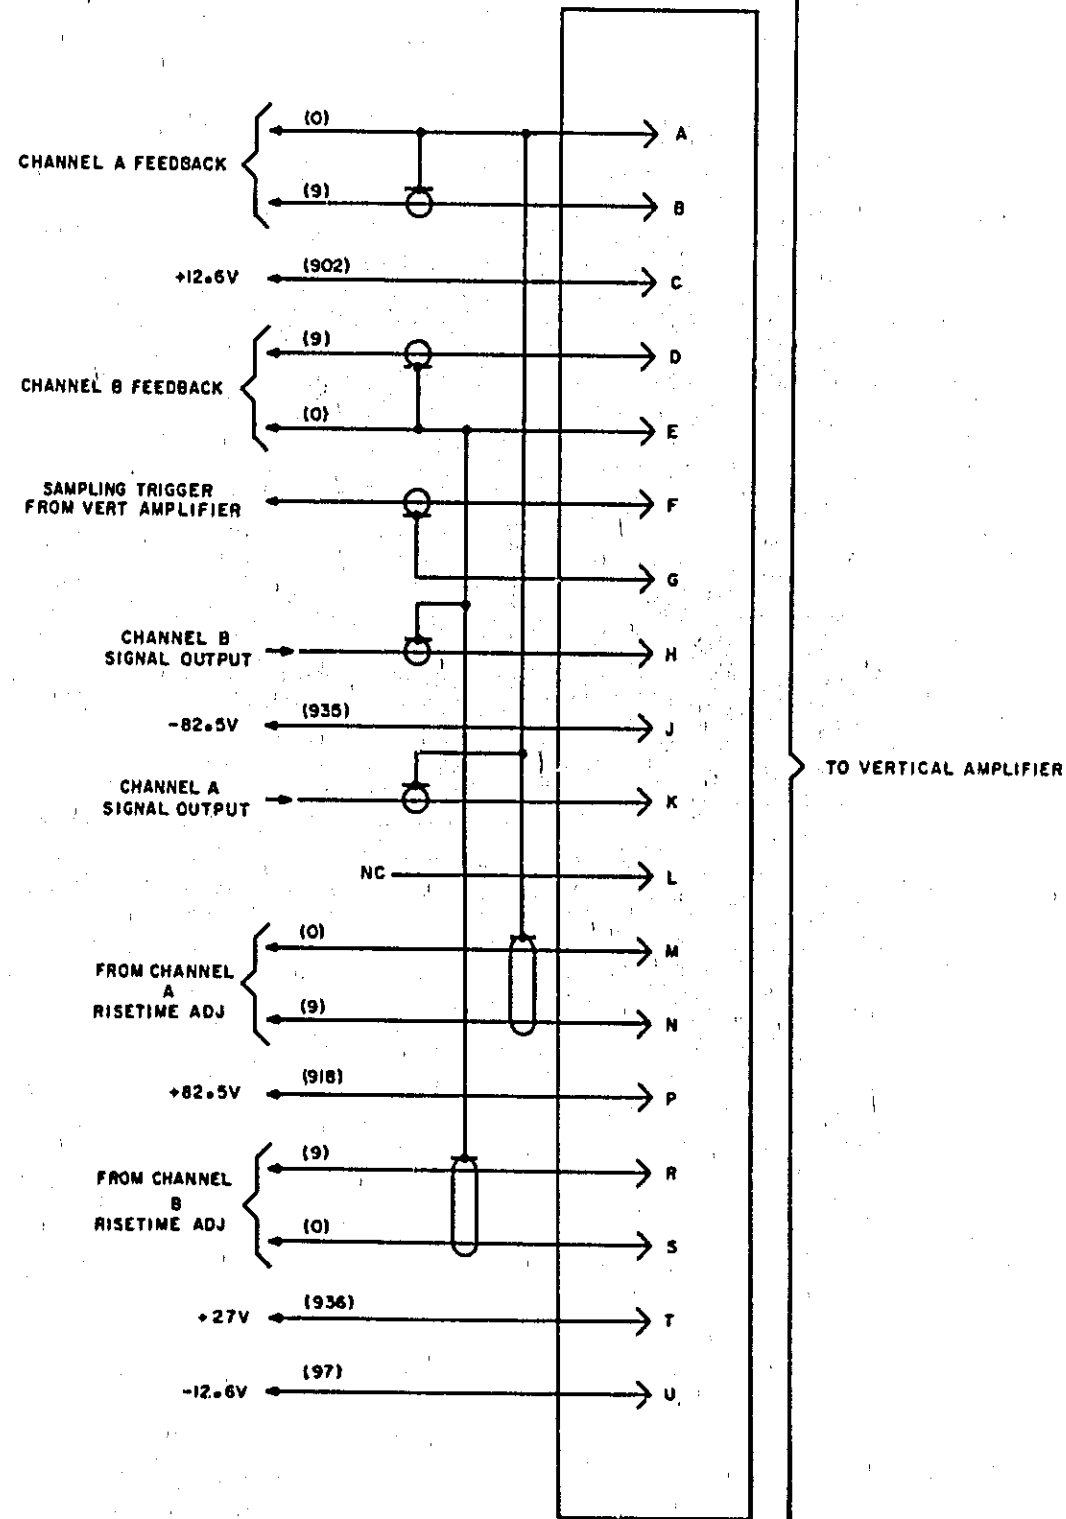 (0) A
CHANNEL A FEEDBACK
(9) B
+12.6V (902) C
(9) D
CHANNEL B FEEDBACK
(0) E
SAMPLING TRIGGER
FROM VERT AMPLIFIER F
G
CHANNEL B
SIGNAL OUTPUT H
-82.5V (935) J
TO VERTICAL AMPLIFIER
CHANNEL A
SIGNAL OUTPUT K
NC L
(0) M
FROM CHANNEL
A
RISETIME ADJ
(9) N
+82.5V (918) P
(9) R
FROM CHANNEL
B
RISETIME ADJ
(0) S
+27V (936) T
-12.6V (97) U